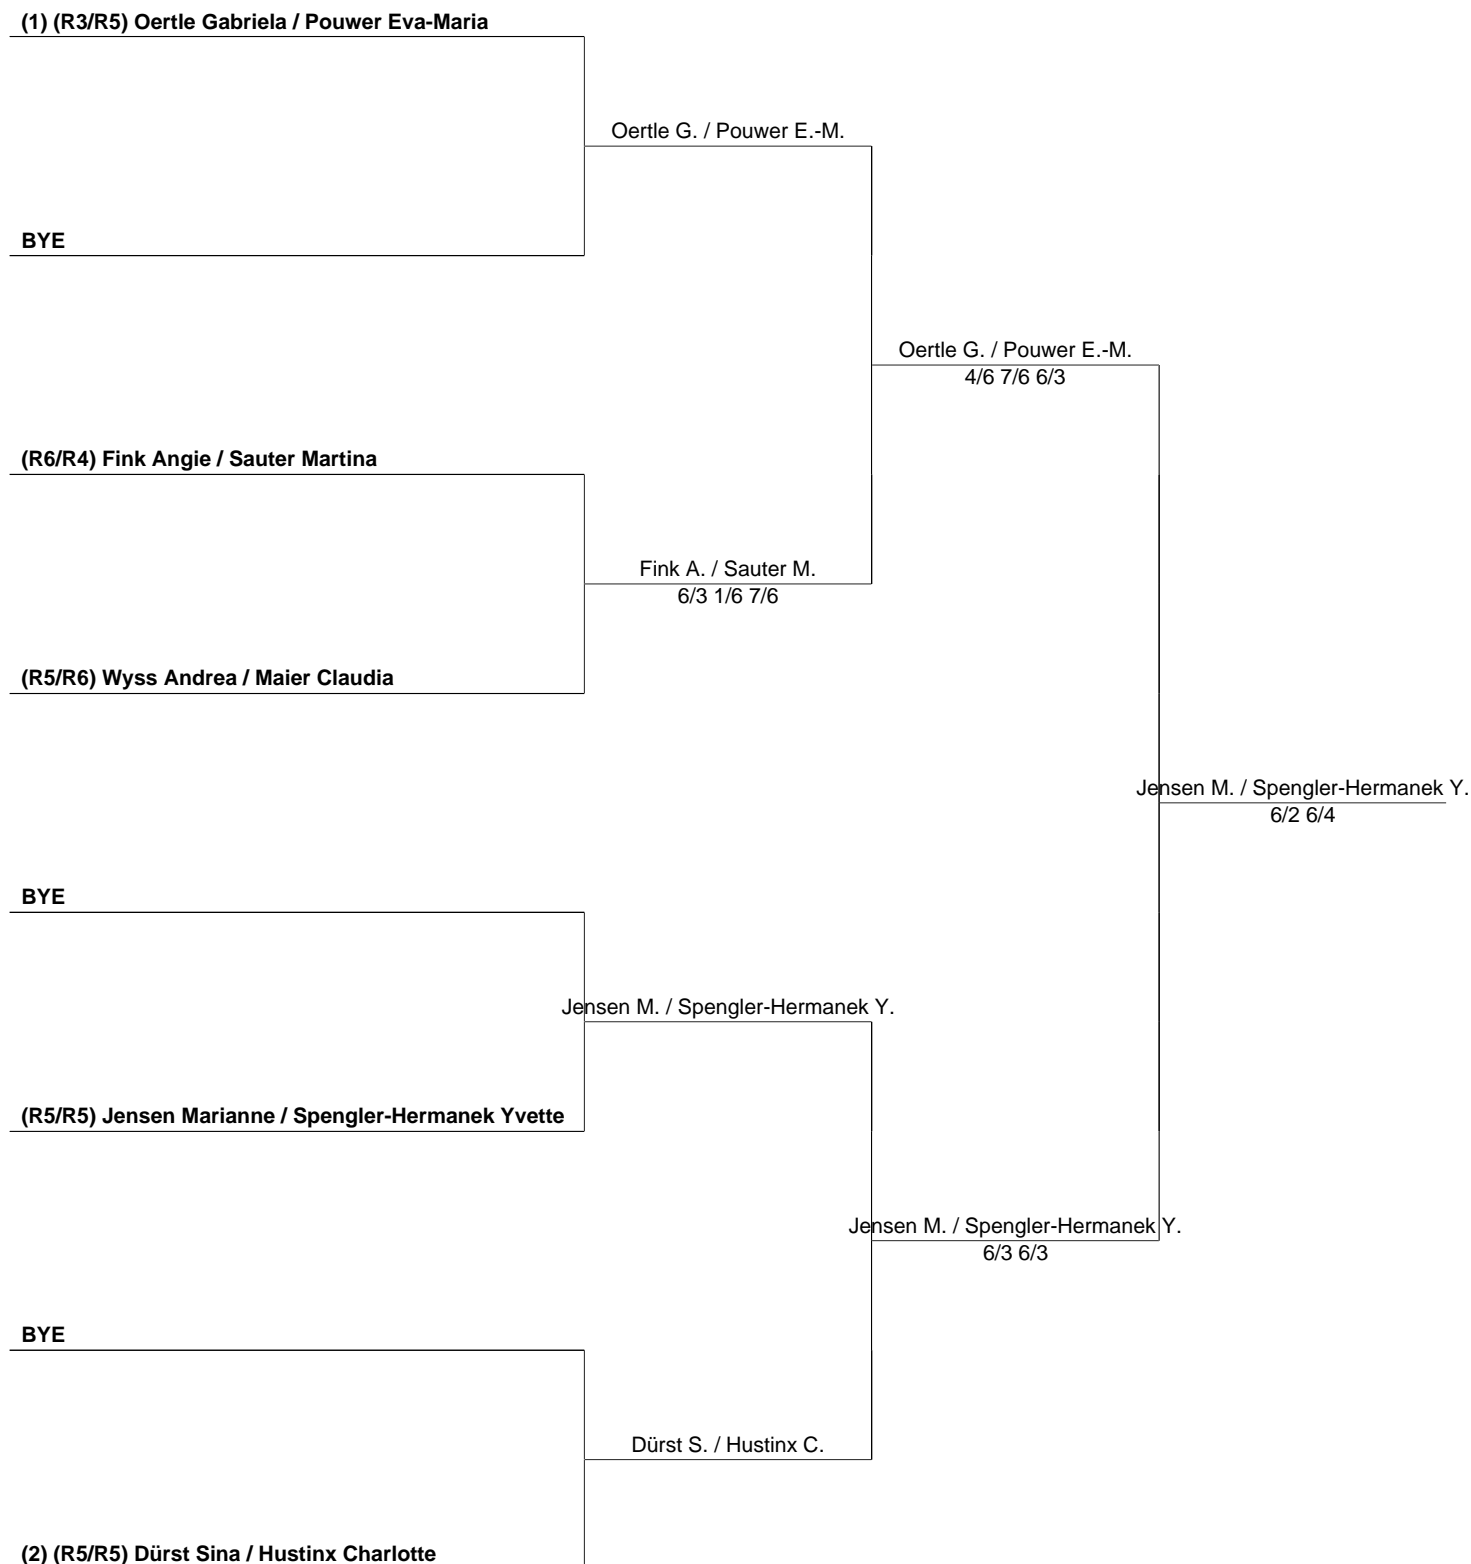 (1) (R3/R5) Oertle Gabriela / Pouwer Eva-Maria
Oertle G. / Pouwer E.-M.
BYE
Oertle G. / Pouwer E.-M.
4/6 7/6 6/3
(R6/R4) Fink Angie / Sauter Martina
Fink A. / Sauter M.
6/3 1/6 7/6
(R5/R6) Wyss Andrea / Maier Claudia
Jensen M. / Spengler-Hermanek Y.
6/2 6/4
BYE
Jensen M. / Spengler-Hermanek Y.
(R5/R5) Jensen Marianne / Spengler-Hermanek Yvette
Jensen M. / Spengler-Hermanek Y.
6/3 6/3
BYE
Dürst S. / Hustinx C.
(2) (R5/R5) Dürst Sina / Hustinx Charlotte